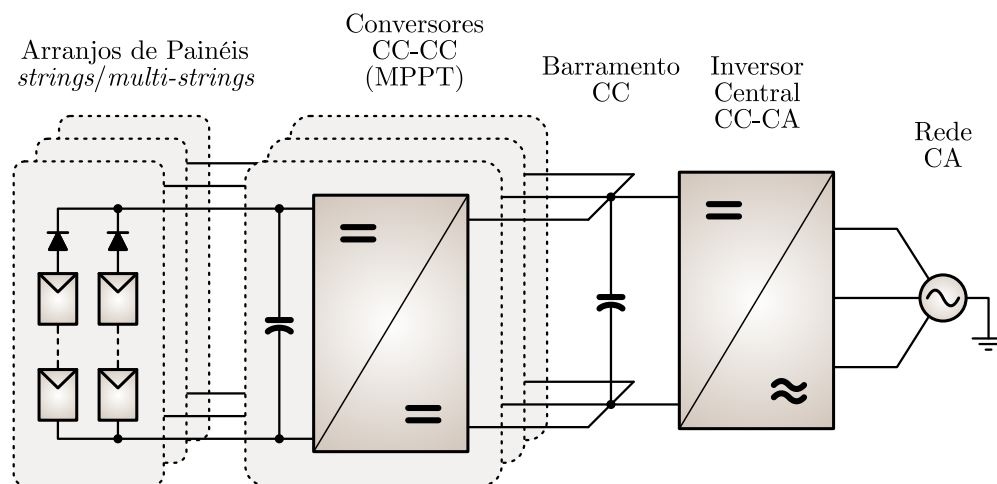 Arranjos de Painéis
strings/multi-strings
Conversores
CC-CC
(MPPT)
Barramento
CC
Inversor
Central
CC-CA
Rede
CA